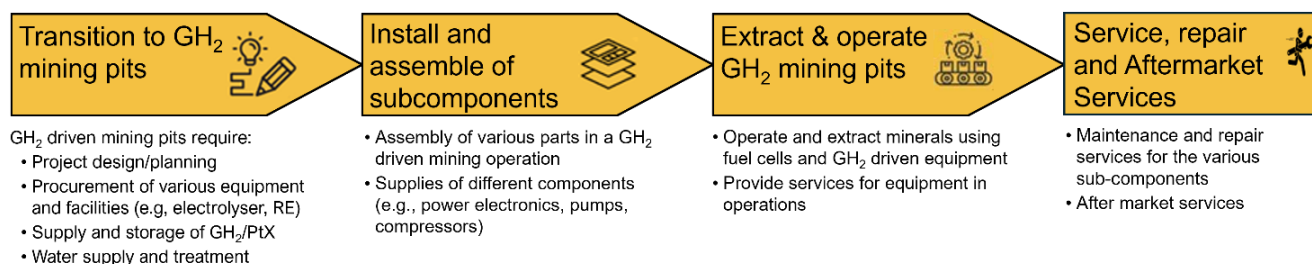 Transition to GH₂
mining pits
GH₂ driven mining pits require:
• Project design/planning
• Procurement of various equipment
and facilities (e.g, electrolyser, RE)
• Supply and storage of GH₂/PtX
• Water supply and treatment
Install and
assemble of
subcomponents
• Assembly of various parts in a GH₂
driven mining operation
• Supplies of different components
(e.g., power electronics, pumps,
compressors)
Extract & operate
GH₂ mining pits
• Operate and extract minerals using
fuel cells and GH₂ driven equipment
• Provide services for equipment in
operations
Service, repair
and Aftermarket
Services
• Maintenance and repair
services for the various
sub-components
• After market services